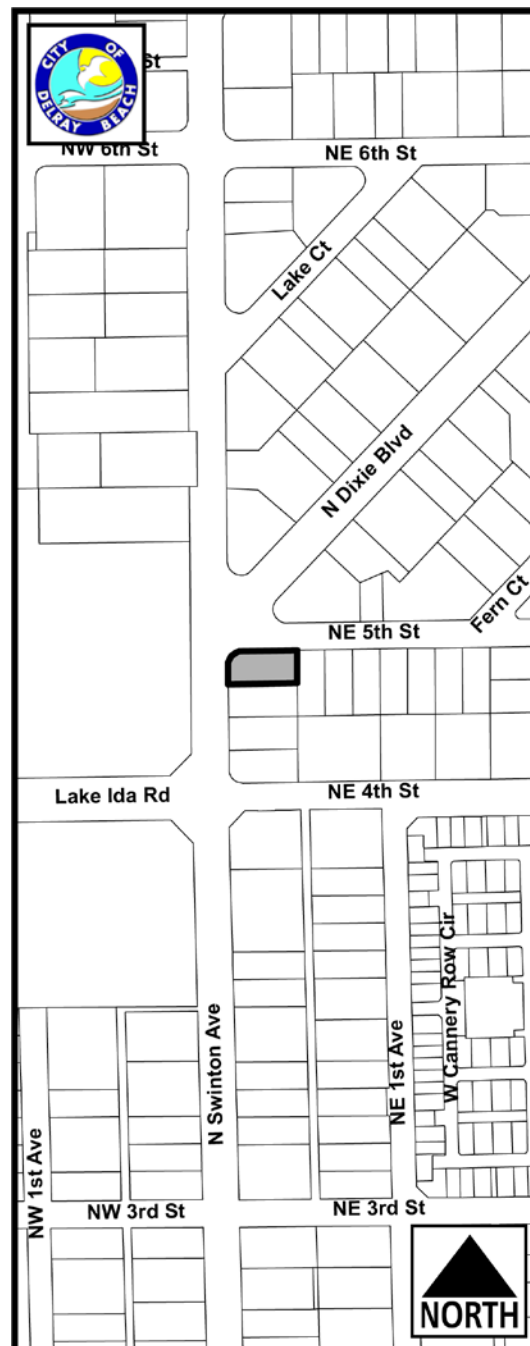 CITY OF
DELRAY BEACH
St
NW 6th St
NE 6th St
Lake Ct
N Dixie Blvd
Fern Ct
NE 5th St
Lake Ida Rd
NE 4th St
W Cannery Row Cir
N Swinton Ave
NE 1st Ave
NW 1st Ave
NW 3rd St
NE 3rd St
NORTH